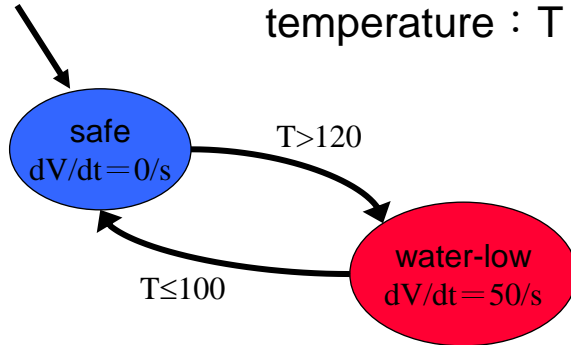 temperature：T
safe
dV/dt＝0/s
T>120
water-low
dV/dt＝50/s
T≤100